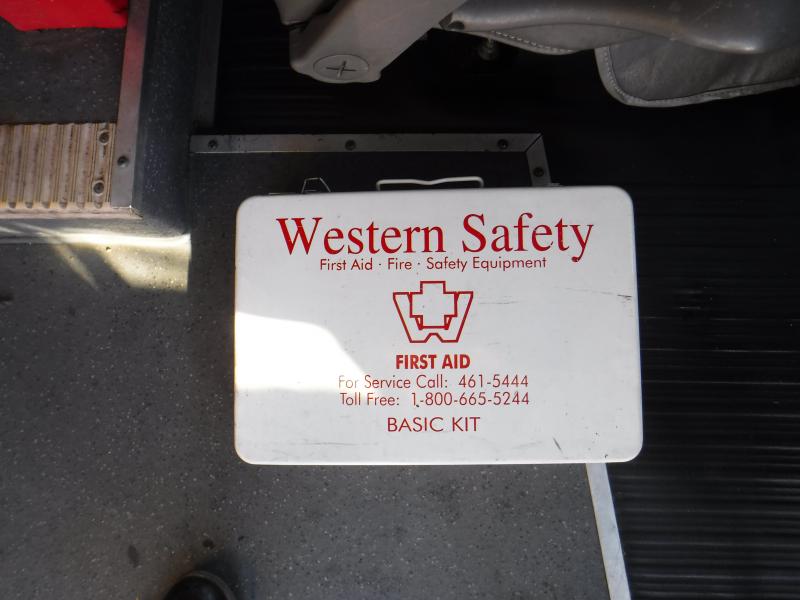 Western Safety
First Aid · Fire · Safety Equipment
FIRST AID
For Service Call: 461-5444
Toll Free: 1-800-665-5244
BASIC KIT